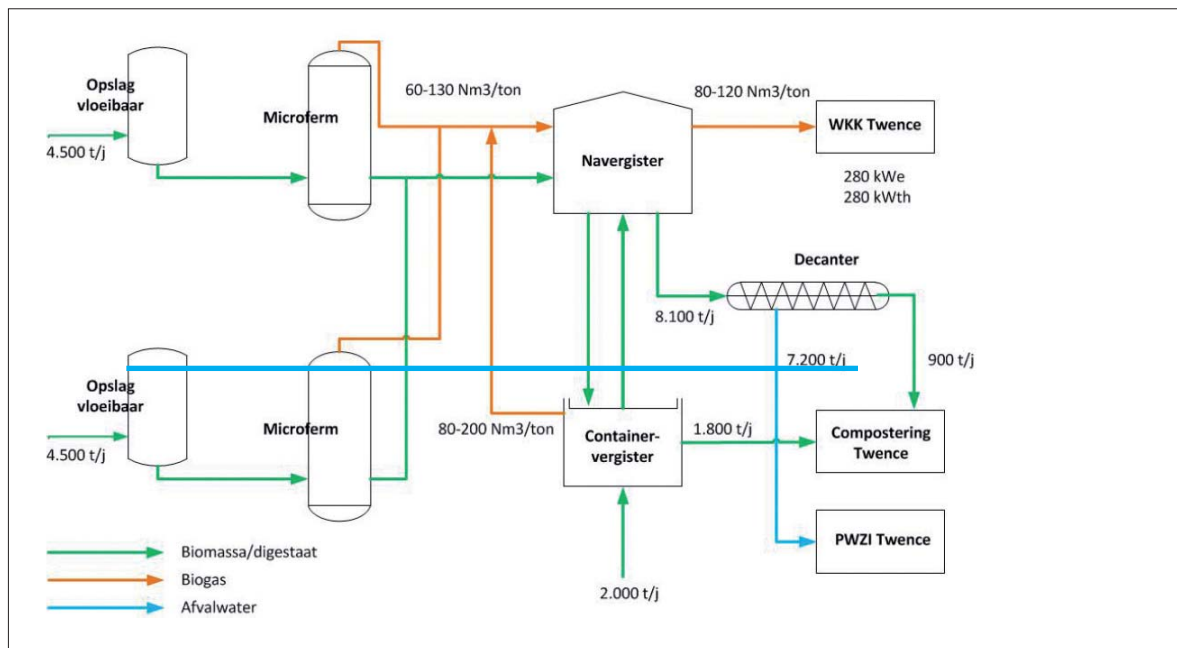 Opslag
vloeibaar
4.500 t/j
Microferm
60-130 Nm3/ton
Navergister
80-120 Nm3/ton
WKK Twence
280 kWe
280 kWth
Decanter
8.100 t/j
7.200 t/j
900 t/j
Opslag
vloeibaar
4.500 t/j
Microferm
80-200 Nm3/ton
Container-
vergister
1.800 t/j
Compostering
Twence
PWZI Twence
2.000 t/j
Biomassa/digestaat
Biogas
Afvalwater